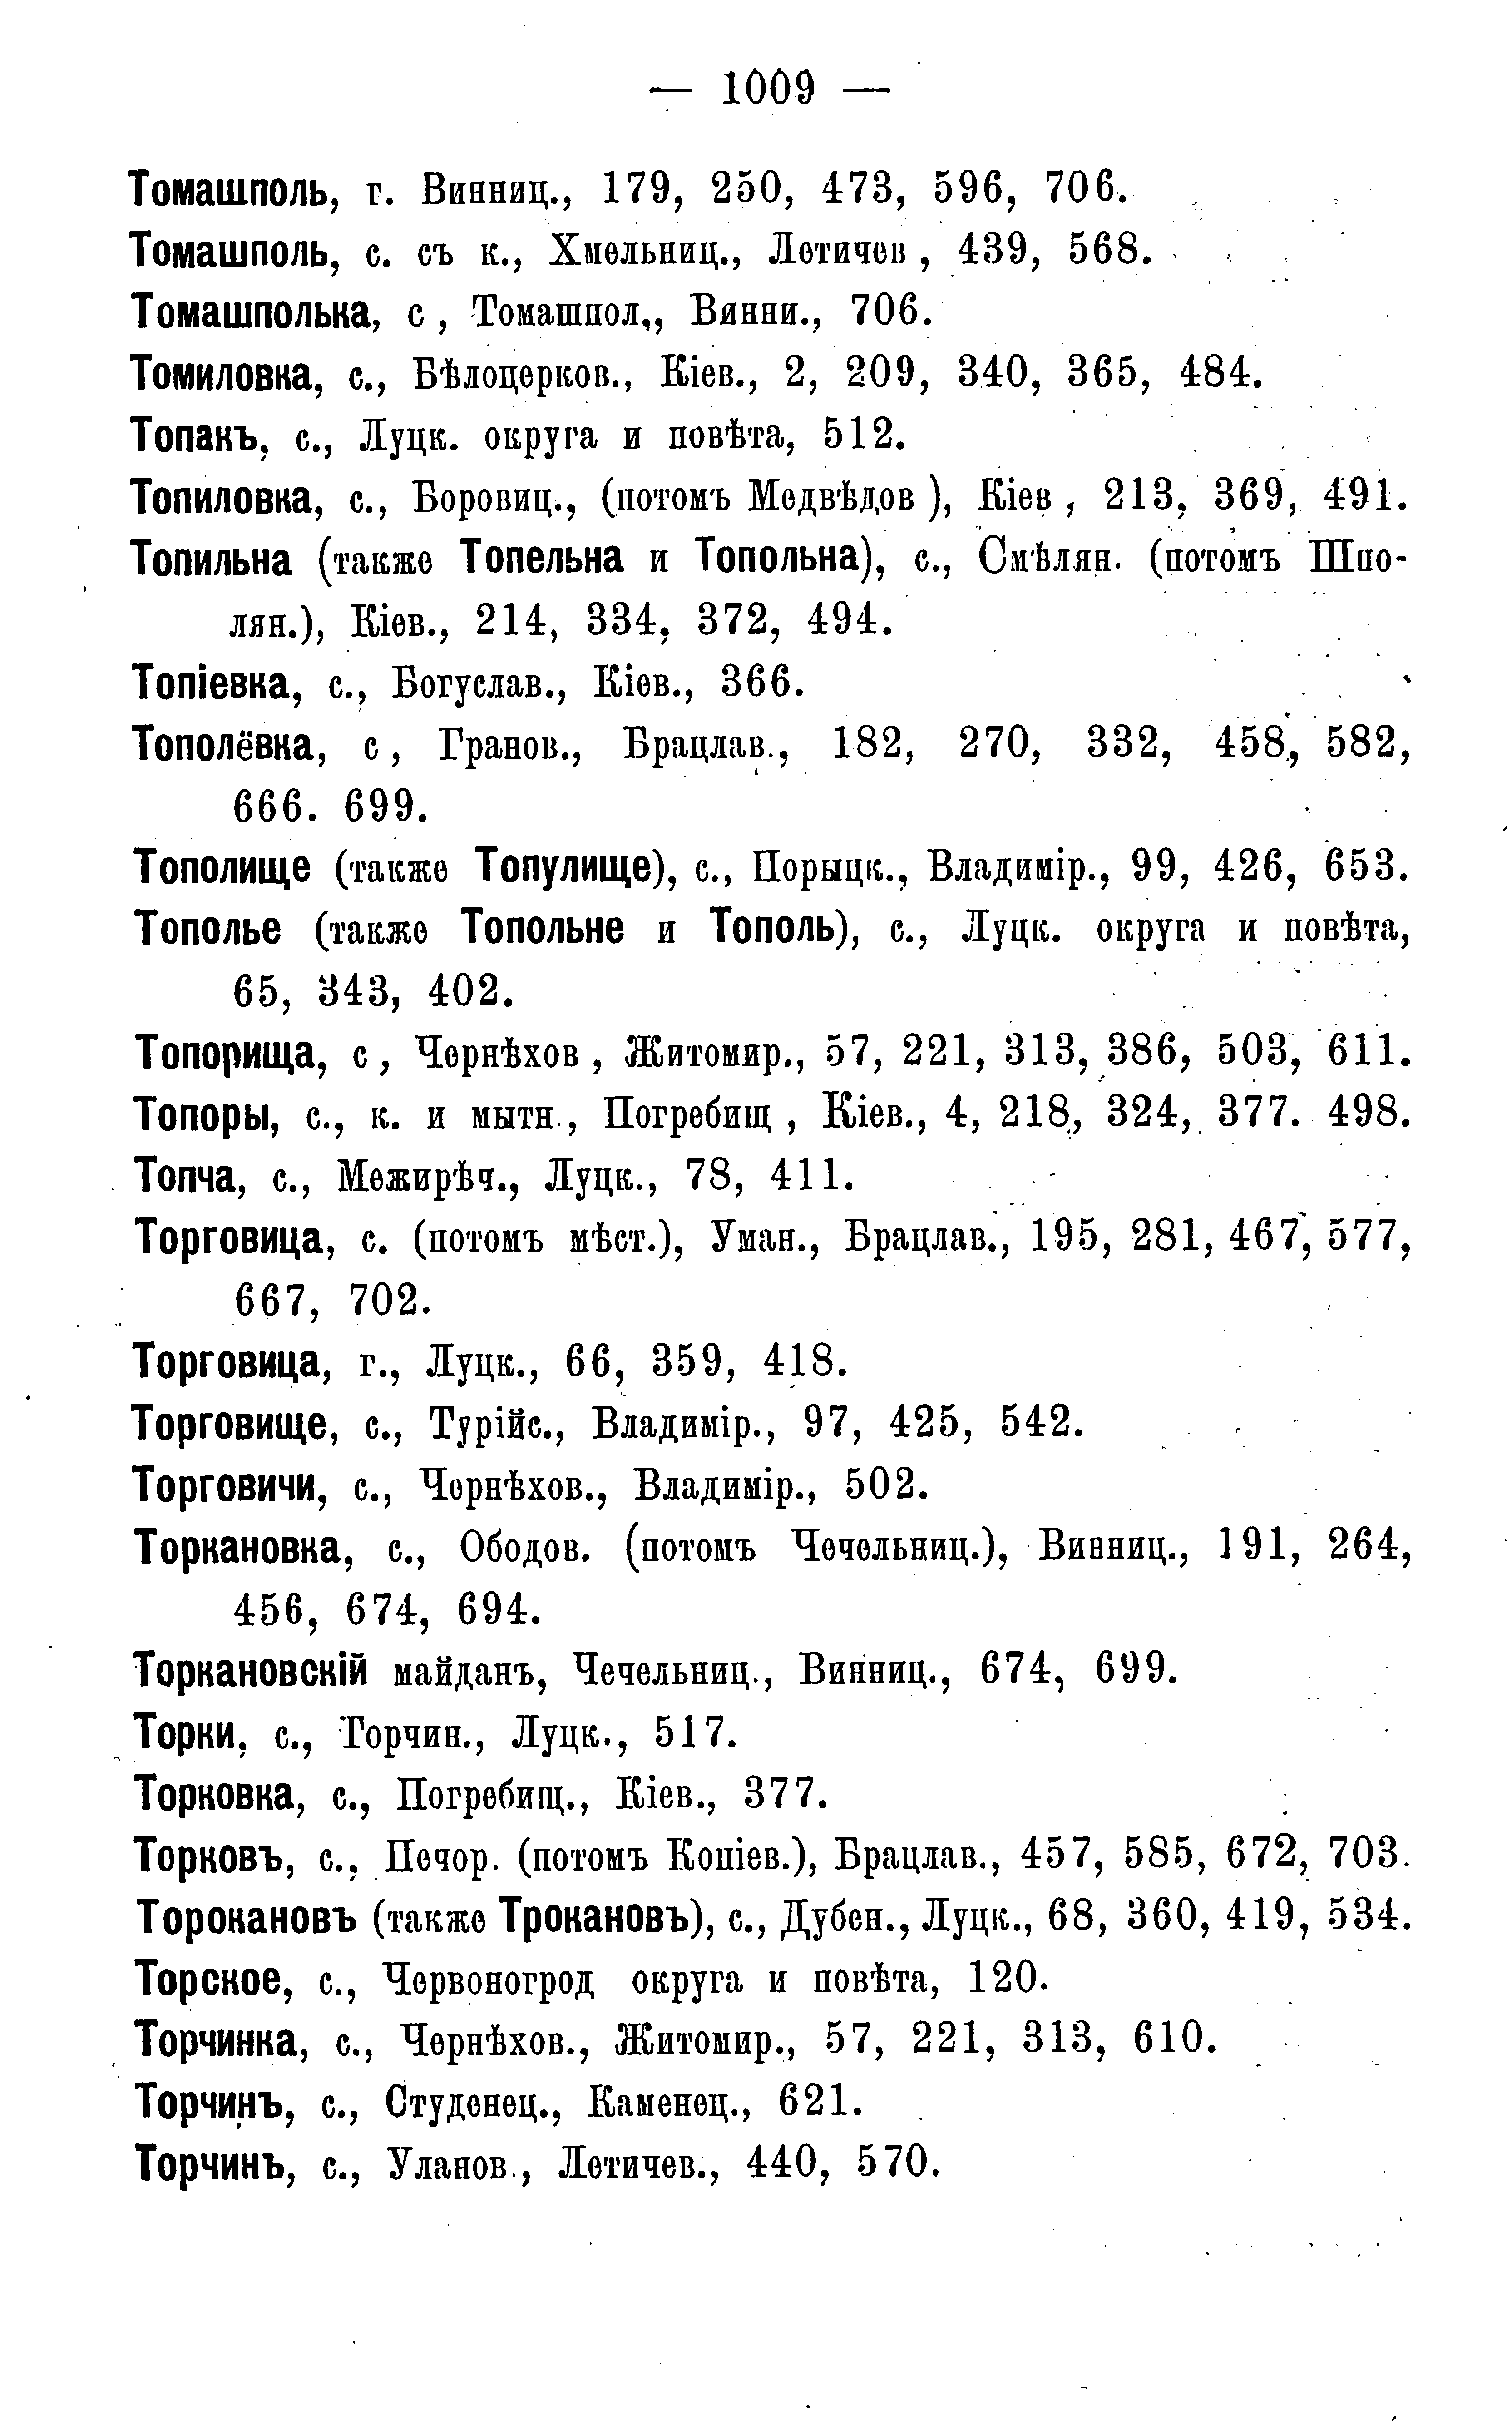 — 1009 —
Томашполь, г. Винниц., 179, 250, 473, 596, 706.
Томашполь, с. съ к., Хмельниц., Летичев , 439, 568.
Томашполька, с , Томашпол,, Винни., 706.
Томиловка, с., Бѣлоцерков., Кіев., 2, 209, 340, 365, 484.
Топакъ, с., Луцк. округа и повѣта, 512.
Топиловка, с., Боровиц., (потомъ Медвѣдов ), Кіев , 213, 369, 491.
Топильна (также Топельна и Топольна), с., Смѣлян. (потомъ Шпо-
лян.), Кіев., 214, 334, 372, 494.
Топіевка, с., Богуслав., Кіев., 366.
Тополёвка, с , Гранов., Брацлав., 182, 270, 332, 458, 582,
666. 699.
Тополище (также Топулище), с., Порыцк., Владимір., 99, 426, 653.
Тополье (также Топольне и Тополь), с., Луцк. округа и повѣта,
65, 343, 402.
Топорища, с , Чернѣхов , Житомир., 57, 221, 313, 386, 503, 611.
Топоры, с., к. и мытн., Погребищ , Кіев., 4, 218, 324, 377. 498.
Топча, с., Межирѣч., Луцк., 78, 411.
Торговица, с. (потомъ мѣст.), Уман., Брацлав., 195, 281, 467, 577,
667, 702.
Торговица, г., Луцк., 66, 359, 418.
Торговище, с., Турійс., Владимір., 97, 425, 542.
Торговичи, с., Чернѣхов., Владимір., 502.
Торкановка, с., Ободов. (потомъ Чечельниц.), Винниц., 191, 264,
456, 674, 694.
Торкановскій майданъ, Чечельниц., Винниц., 674, 699.
Торки, с., Торчин., Луцк., 517.
Торковка, с., Погребищ., Кіев., 377.
Торковъ, с., Печор. (потомъ Копіев.), Брацлав., 457, 585, 672, 703.
Торокановъ (также Трокановъ), с., Дубен., Луцк., 68, 360, 419, 534.
Торское, с., Червоногрод округа и повѣта, 120.
Торчинка, с., Чернѣхов., Житомир., 57, 221, 313, 610.
Торчинъ, с., Студенец., Каменец., 621.
Торчинъ, с., Уланов., Летичев., 440, 570.